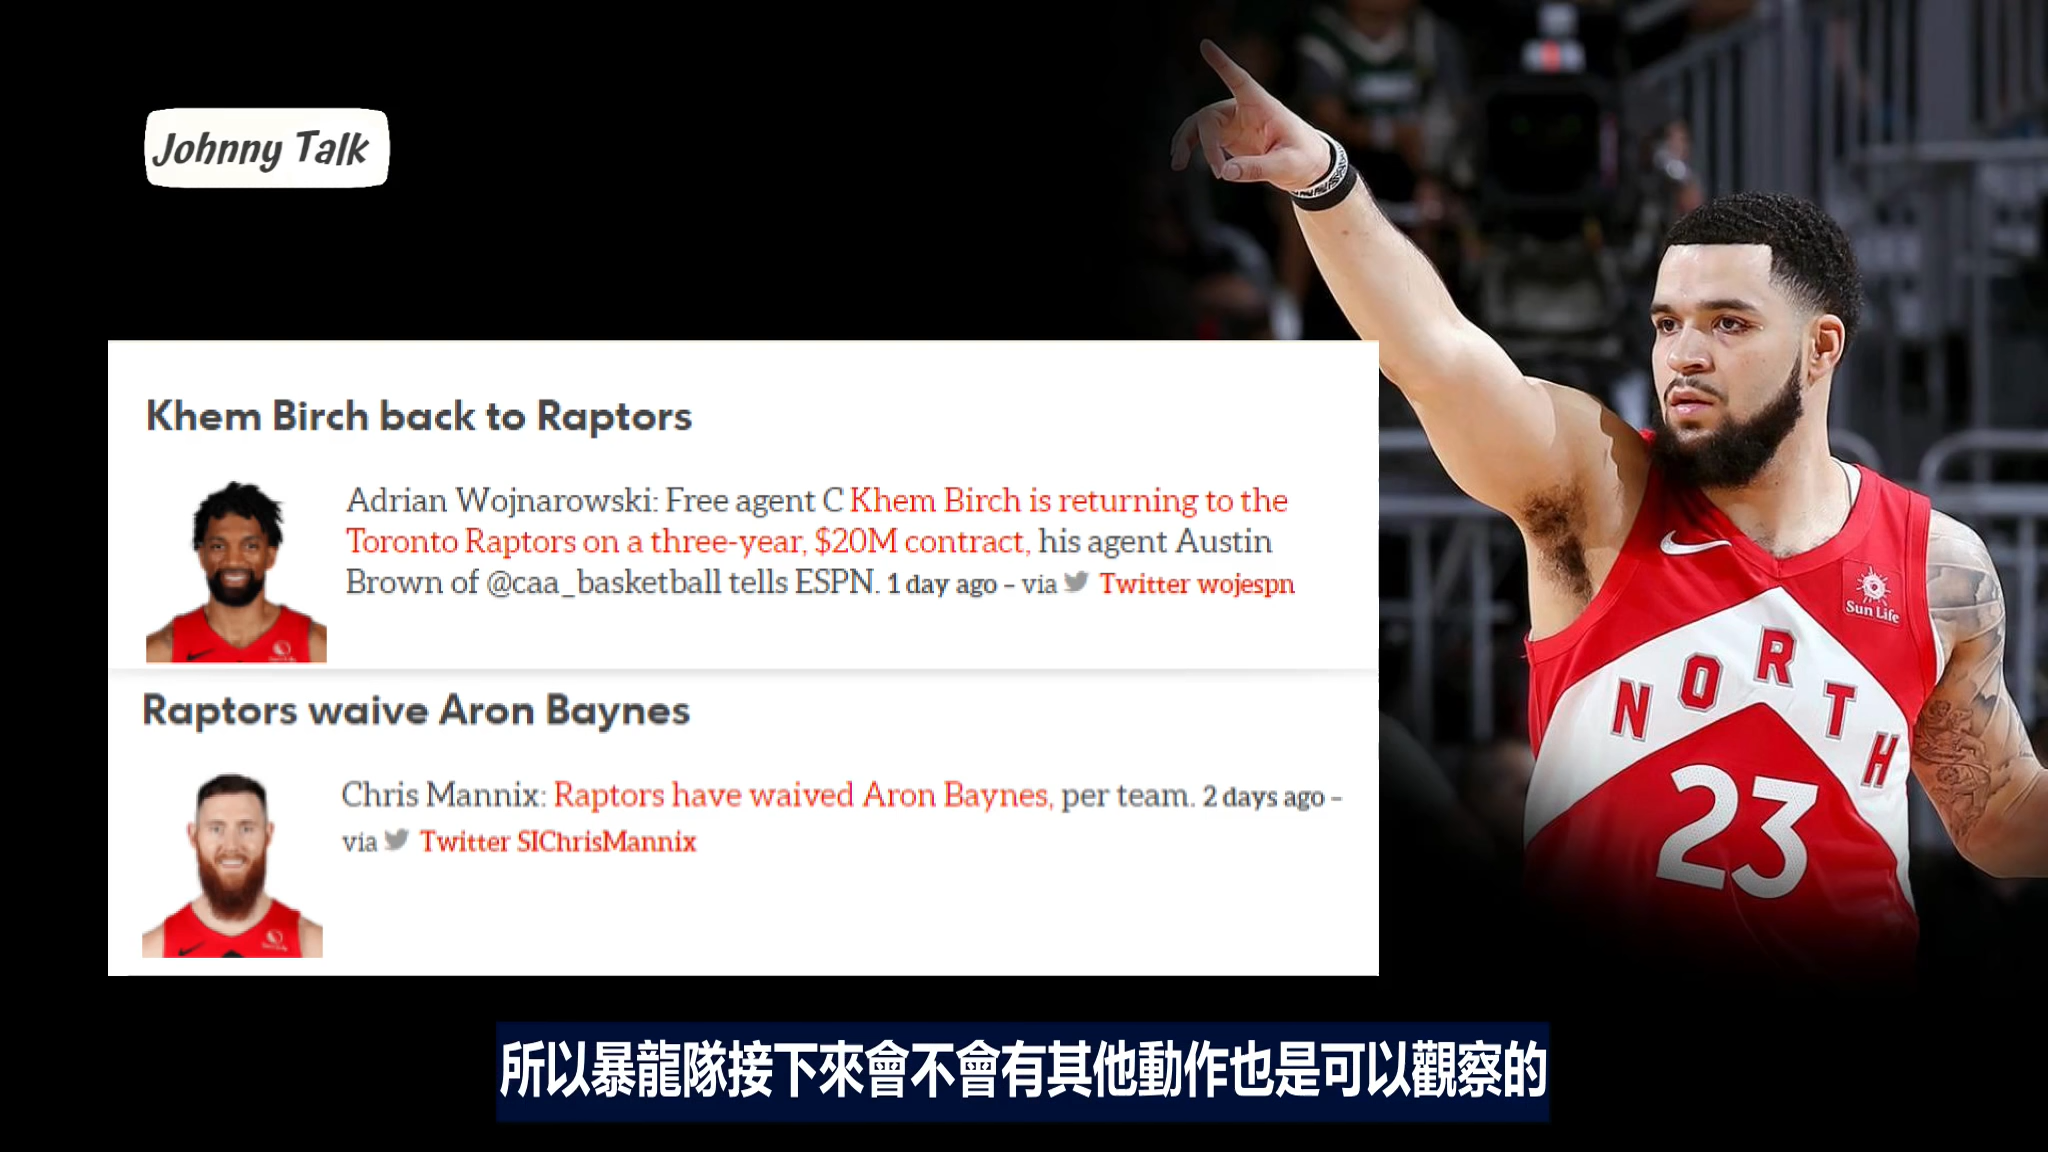 Johnny Talk
Khem Birch back to Raptors
Adrian Wojnarowski: Free agent C Khem Birch is returning to the
Toronto Raptors on a three-year, $20M contract, his agent Austin
Brown of @caa_basketball tells ESPN. 1 day ago – via Twitter wojespn
Raptors waive Aron Baynes
Chris Mannix: Raptors have waived Aron Baynes, per team. 2 days ago –
via Twitter SIChrisMannix
Sun Life
NORTH
23
所以暴龍隊接下來會不會有其他動作也是可以觀察的